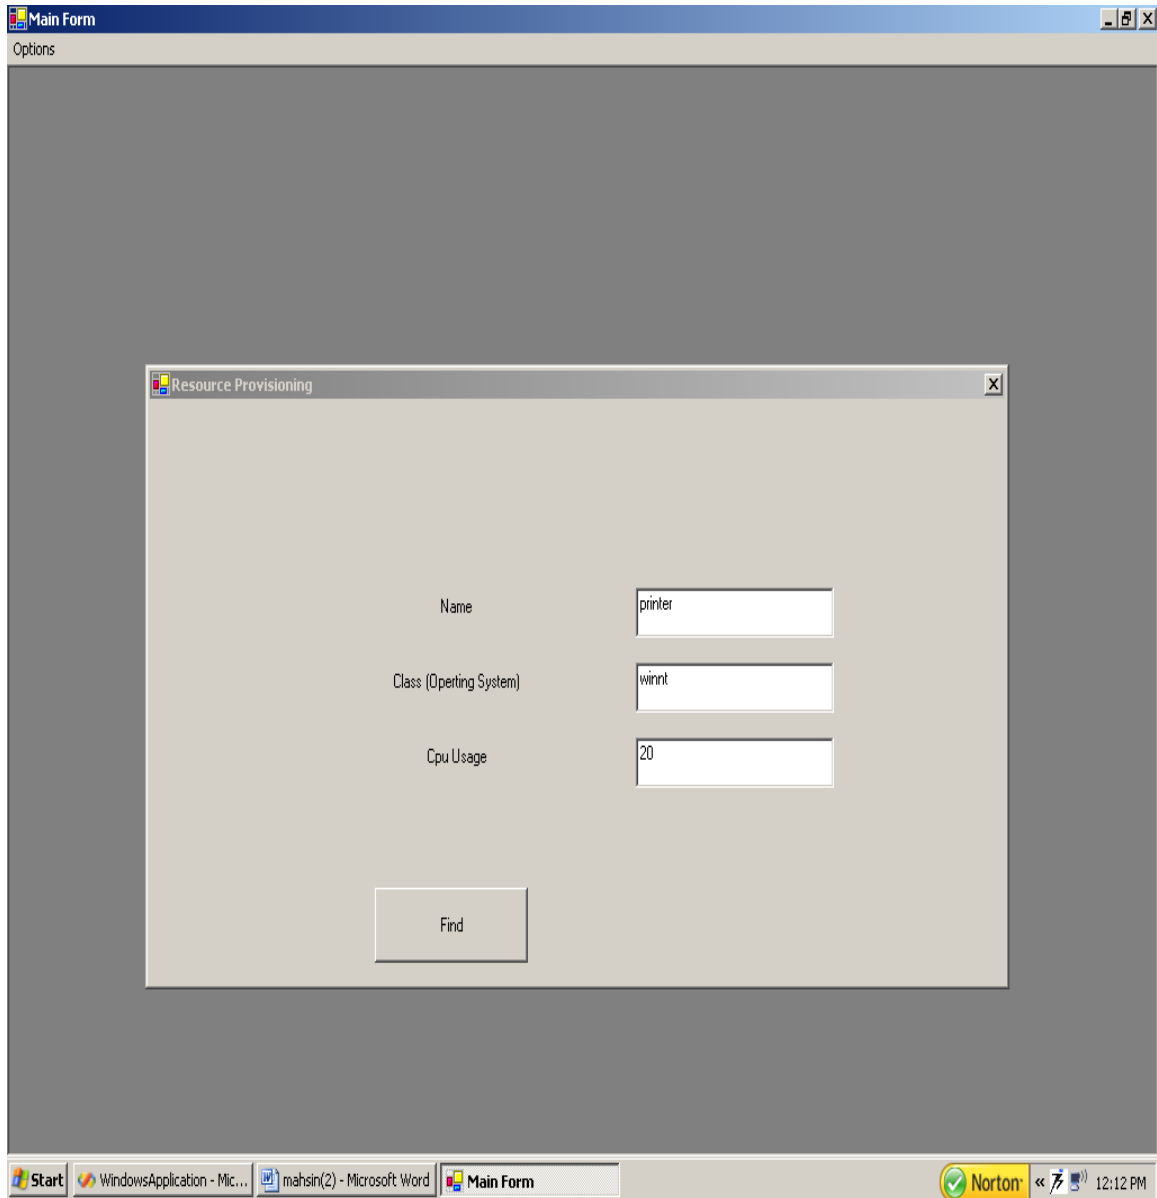 Main Form
Options
Resource Provisioning
Name
printer
Class (Operting System)
winnt
Cpu Usage
20
Find
Start
WindowsApplication - Mic...
mahsin(2) - Microsoft Word
Main Form
Norton
«
12:12 PM